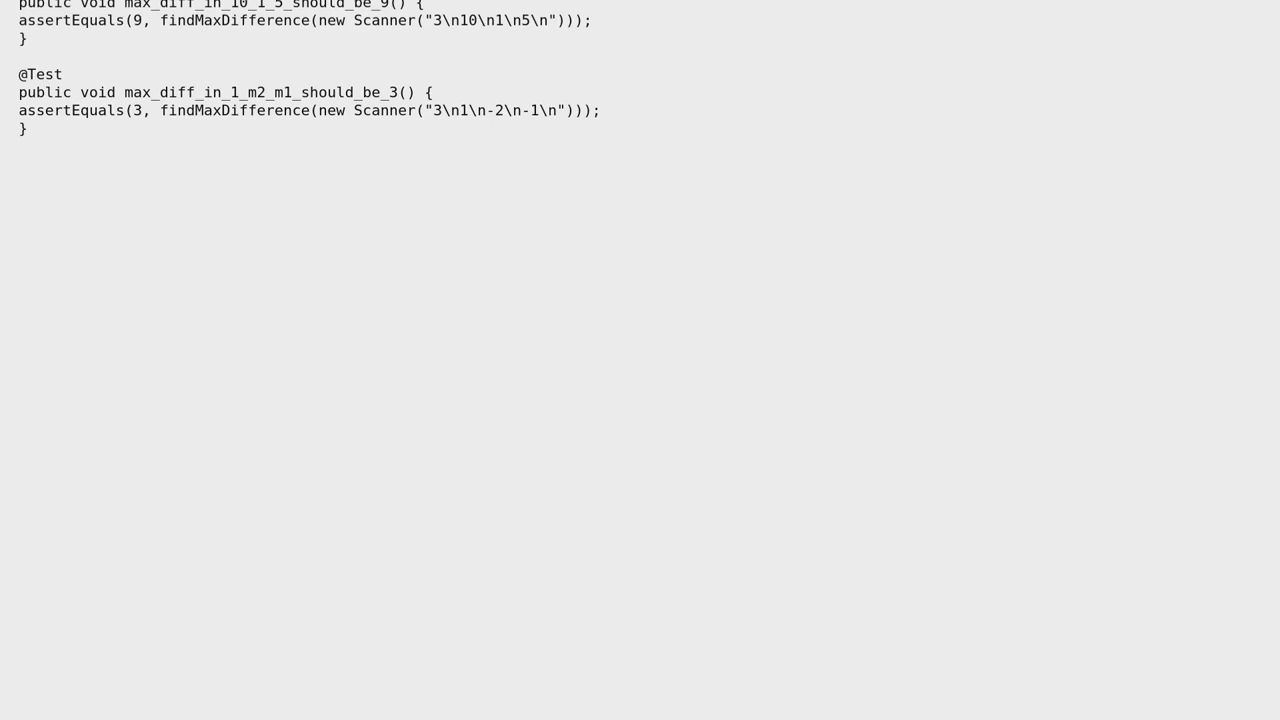 public void max_diff_in_10_1_5_should_be_9() {
assertEquals(9, findMaxDifference(new Scanner("3\n10\n1\n5\n")));
}

@Test
public void max_diff_in_1_m2_m1_should_be_3() {
assertEquals(3, findMaxDifference(new Scanner("3\n1\n-2\n-1\n")));
}